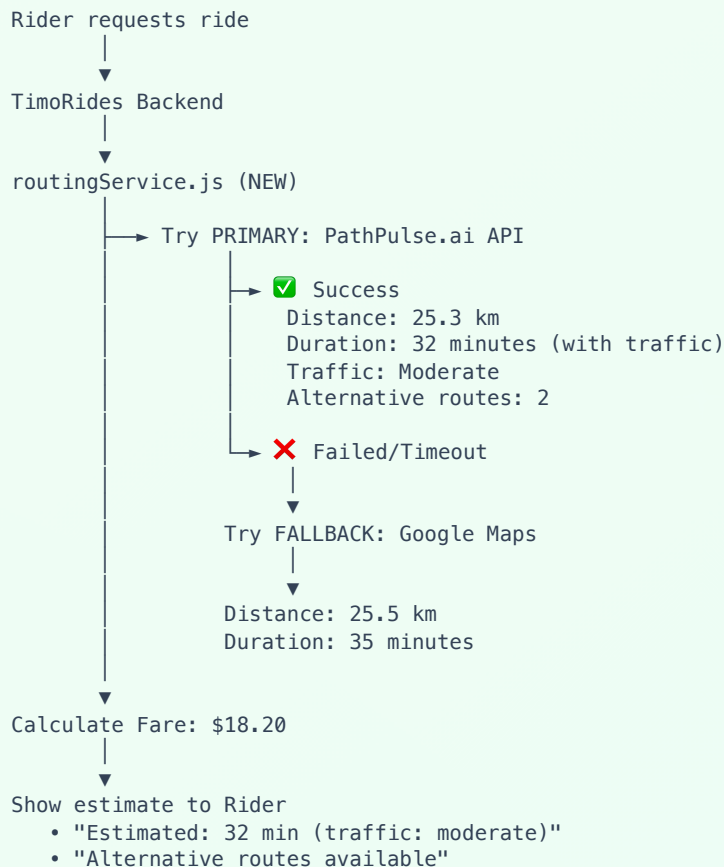 Rider requests ride
TimoRides Backend
routingService.js (NEW)
Try PRIMARY: PathPulse.ai API
✅ Success
Distance: 25.3 km
Duration: 32 minutes (with traffic)
Traffic: Moderate
Alternative routes: 2
❌ Failed/Timeout
Try FALLBACK: Google Maps
Distance: 25.5 km
Duration: 35 minutes
Calculate Fare: $18.20
Show estimate to Rider
• "Estimated: 32 min (traffic: moderate)"
• "Alternative routes available"